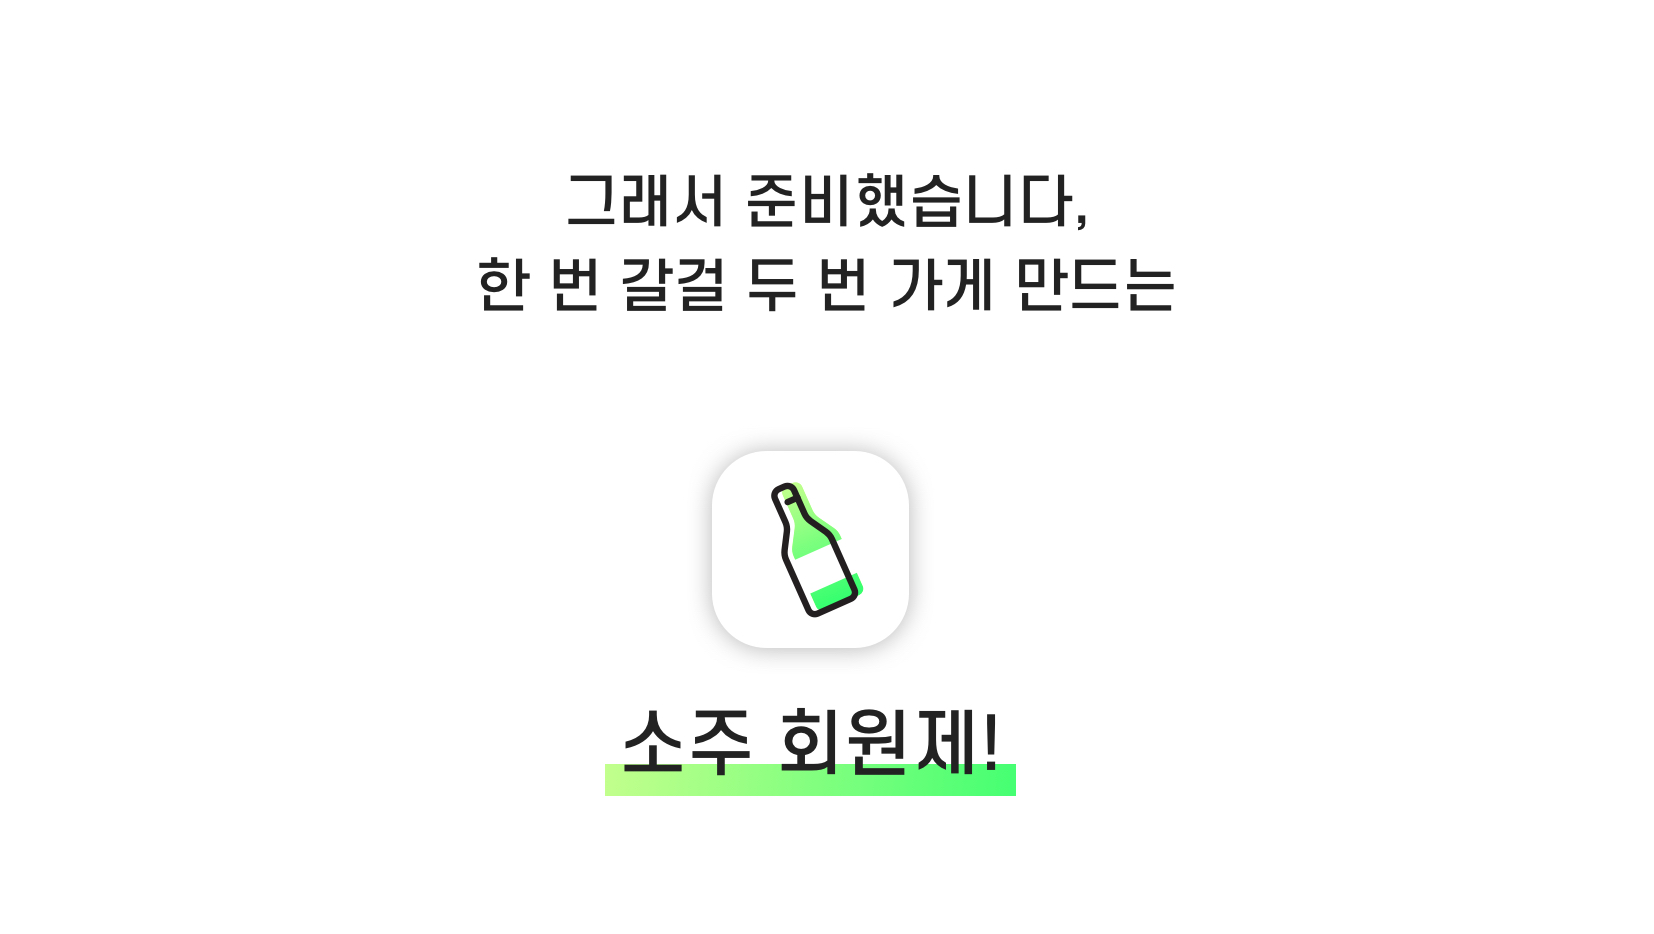 그래서 준비했습니다,
한 번 갈걸 두 번 가게 만드는
소주 회원제!